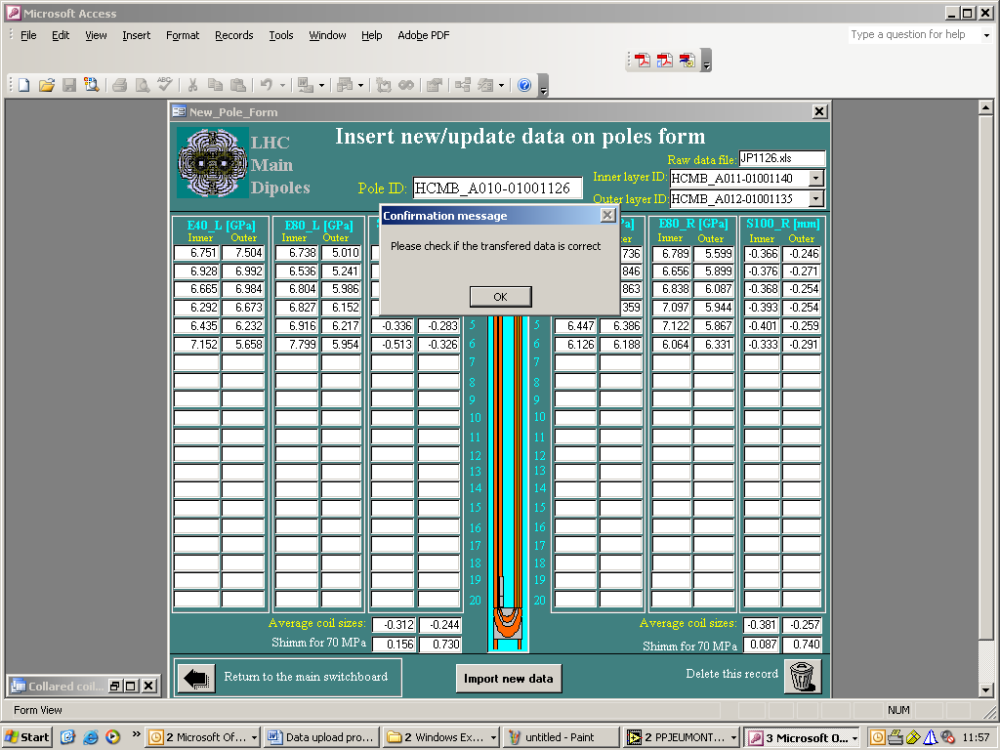 Microsoft Access
File Edit View Insert Format Records Tools Window Help Adobe PDF
Type a question for help
New_Pole_Form
LHC
Main
Dipoles
Insert new/update data on poles form
Raw data file: JP1126.xls
Inner layer ID: HCMB_A011-01001140
Pole ID: HCMB_A010-01001126
Outer layer ID: HCMB_A012-01001135
Confirmation message
Please check if the transfered data is correct
OK
E40_L [GPa] E80_L [GPa] E80_R [GPa] S100_R [mm]
Inner Outer Inner Outer Inner Outer Inner Outer
6.751 7.504 6.738 5.010 736 6.789 5.599 -0.366 -0.246
6.928 6.992 6.536 5.241 846 6.656 5.899 -0.376 -0.271
6.665 6.984 6.804 5.986 863 6.838 6.087 -0.368 -0.254
6.292 6.673 6.827 6.152 359 7.097 5.944 -0.393 -0.254
6.435 6.232 6.916 6.217 -0.336 -0.283 5 5 6.447 6.386 7.122 5.867 -0.401 -0.259
7.152 5.658 7.799 5.954 -0.513 -0.326 6 6 6.126 6.188 6.064 6.331 -0.333 -0.291
7 7
8 8
9 9
10 10
11 11
12 12
13 13
14 14
15 15
16 16
17 17
18 18
19 19
20 20
Average coil sizes: -0.312 -0.244 Average coil sizes: -0.381 -0.257
Shimm for 70 MPa 0.156 0.730 Shimm for 70 MPa 0.087 0.740
Return to the main switchboard
Import new data
Delete this record
Collared coil...
Form View
NUM
Start
2 Microsoft Of...
Data upload pro...
2 Windows Ex...
untitled - Paint
2 PPJEUMONT...
3 Microsoft O...
11:57